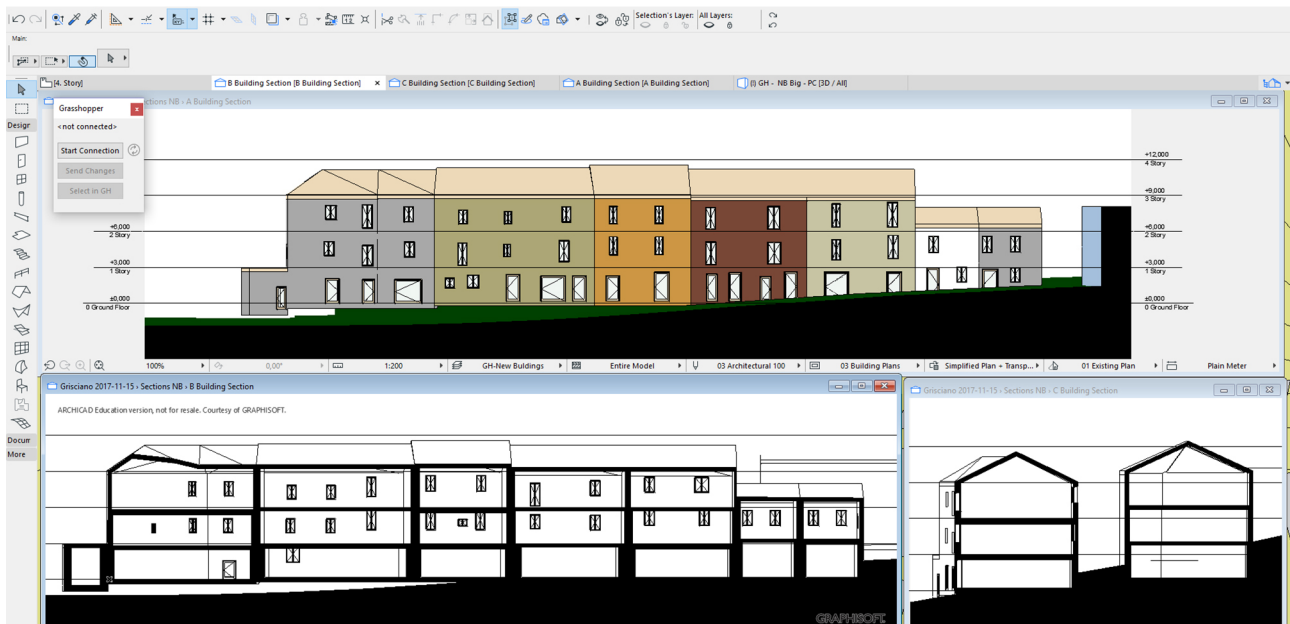 Selection's Layer: All Layers:
Main:
[4. Story]
B Building Section [B Building Section]
C Building Section [C Building Section]
A Building Section [A Building Section]
(!) GH - NB Big - PC [3D / All]
Grasshopper
ctions NB › A Building Section
<not connected>
Design
Start Connection
Send Changes
Select in GH
+12,000
4 Story
+9,000
3 Story
+6,000
2 Story
+6,000
2 Story
+3,000
1 Story
+3,000
1 Story
±0,000
0 Ground Floor
±0,000
0 Ground Floor
100%
0,00°
1:200
GH-New Buldings
Entire Model
03 Architectural 100
03 Building Plans
Simplified Plan + Transp...
01 Existing Plan
Plain Meter
Grisciano 2017-11-15 › Sections NB › B Building Section
Grisciano 2017-11-15 › Sections NB › C Building Section
ARCHICAD Education version, not for resale. Courtesy of GRAPHISOFT.
Docum
More
GRAPHISOFT.